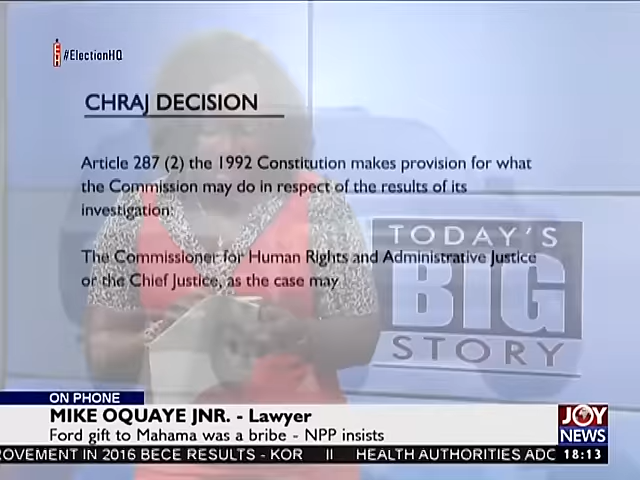 #ElectionHQ
CHRAJ DECISION
Article 287 (2) the 1992 Constitution makes provision for what
the Commission may do in respect of the results of its
investigation:
The Commissioner for Human Rights and Administrative Justice
or the Chief Justice, as the case may
TODAY'S
BIG
STORY
ON PHONE
MIKE OQUAYE JNR. - Lawyer
Ford gift to Mahama was a bribe - NPP insists
JOY
NEWS
OVEMENT IN 2016 BECE RESULTS - KOR II HEALTH AUTHORITIES ADC
18:13